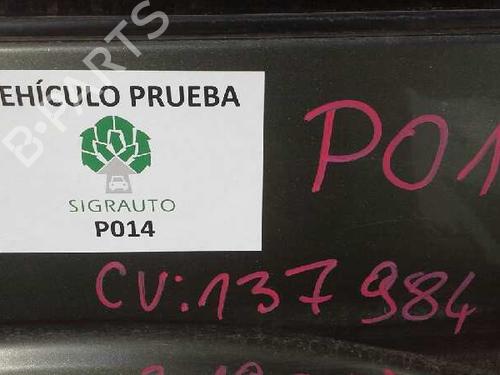 EHÍCULO PRUEBA
SIGRAUTO
P014
P01
CV: 137984
B-PARTS